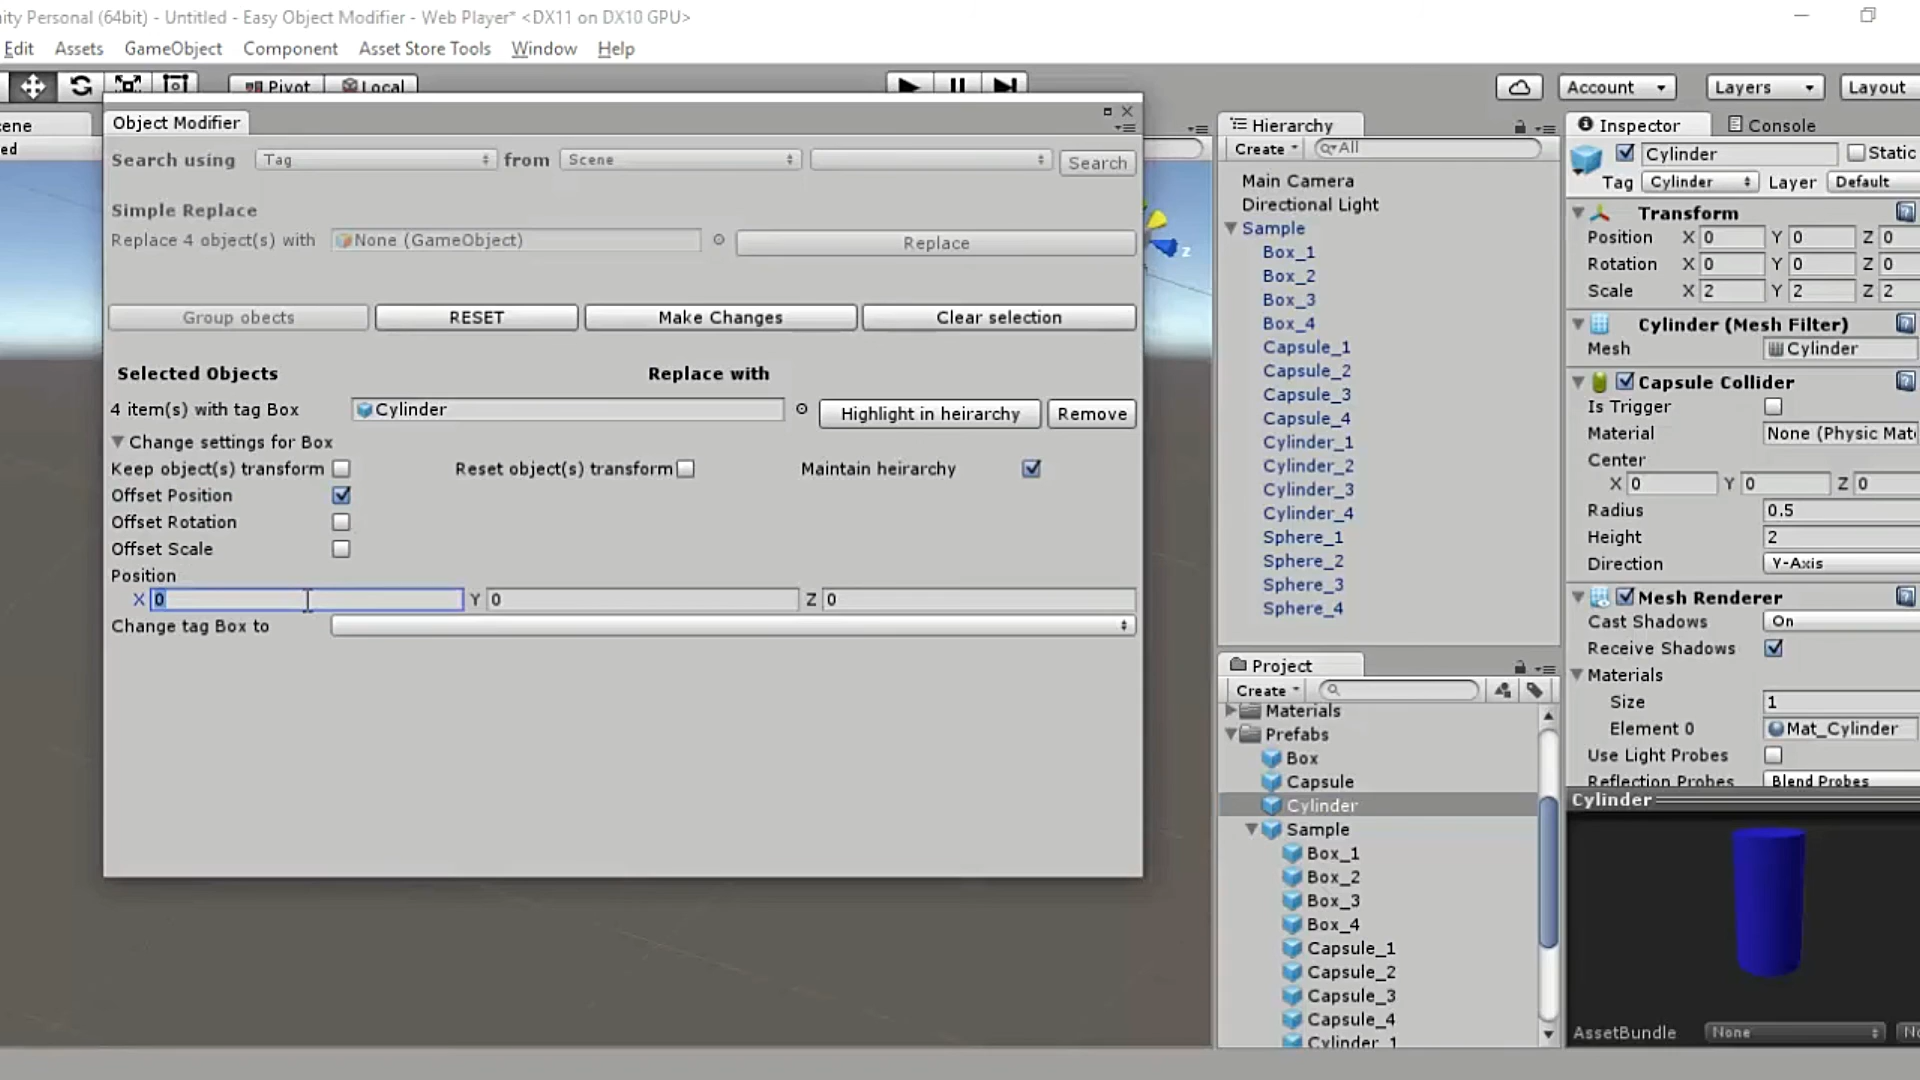 nity Personal (64bit) - Untitled - Easy Object Modifier - Web Player* <DX11 on DX10 GPU>
Edit Assets GameObject Component Asset Store Tools Window Help
Pivot Local Account Layers Layout
cene
ed
Object Modifier
Search using Tag from Scene Search
Simple Replace
Replace 4 object(s) with None (GameObject) Replace
Group obects RESET Make Changes Clear selection
Selected Objects Replace with
4 item(s) with tag Box Cylinder Highlight in heirarchy Remove
Change settings for Box
Keep object(s) transform Reset object(s) transform Maintain heirarchy
Offset Position
Offset Rotation
Offset Scale
Position
X 0 Y 0 Z 0
Change tag Box to
z
Hierarchy
Create All
Main Camera
Directional Light
Sample
Box_1
Box_2
Box_3
Box_4
Capsule_1
Capsule_2
Capsule_3
Capsule_4
Cylinder_1
Cylinder_2
Cylinder_3
Cylinder_4
Sphere_1
Sphere_2
Sphere_3
Sphere_4
Project
Create
Materials
Prefabs
Box
Capsule
Cylinder
Sample
Box_1
Box_2
Box_3
Box_4
Capsule_1
Capsule_2
Capsule_3
Capsule_4
Cylinder_1
Inspector Console
Cylinder Static
Tag Cylinder Layer Default
Transform
Position X 0 Y 0 Z 0
Rotation X 0 Y 0 Z 0
Scale X 2 Y 2 Z 2
Cylinder (Mesh Filter)
Mesh Cylinder
Capsule Collider
Is Trigger
Material None (Physic Mat
Center
X 0 Y 0 Z 0
Radius 0.5
Height 2
Direction Y-Axis
Mesh Renderer
Cast Shadows On
Receive Shadows
Materials
Size 1
Element 0 Mat_Cylinder
Use Light Probes
Reflection Probes Blend Probes
Cylinder
AssetBundle None No